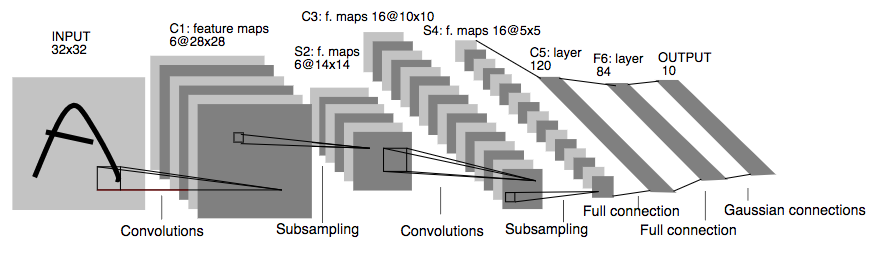 INPUT
32x32
C1: feature maps
6@28x28
S2: f. maps
6@14x14
C3: f. maps 16@10x10
S4: f. maps 16@5x5
C5: layer
120
F6: layer
84
OUTPUT
10
Convolutions
Subsampling
Convolutions
Subsampling
Full connection
Full connection
Gaussian connections
A